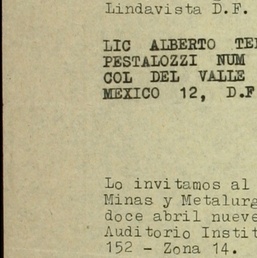 Lindavista D.F.
LIC ALBERTO
PESTALOZZI NUM
COL DEL VALLE
MEXICO 12, D.F
Lo invitamos al
Minas y Metalurg
doce abril nueve
Auditorio Instit
152 - Zona 14.